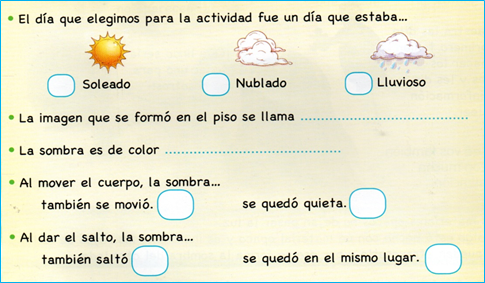 • El día que elegimos para la actividad fue un día que estaba...
Soleado Nublado Lluvioso
• La imagen que se formó en el piso se llama ............................................
• La sombra es de color ............................................
• Al mover el cuerpo, la sombra...
también se movió. se quedó quieta.
• Al dar el salto, la sombra...
también saltó se quedó en el mismo lugar.